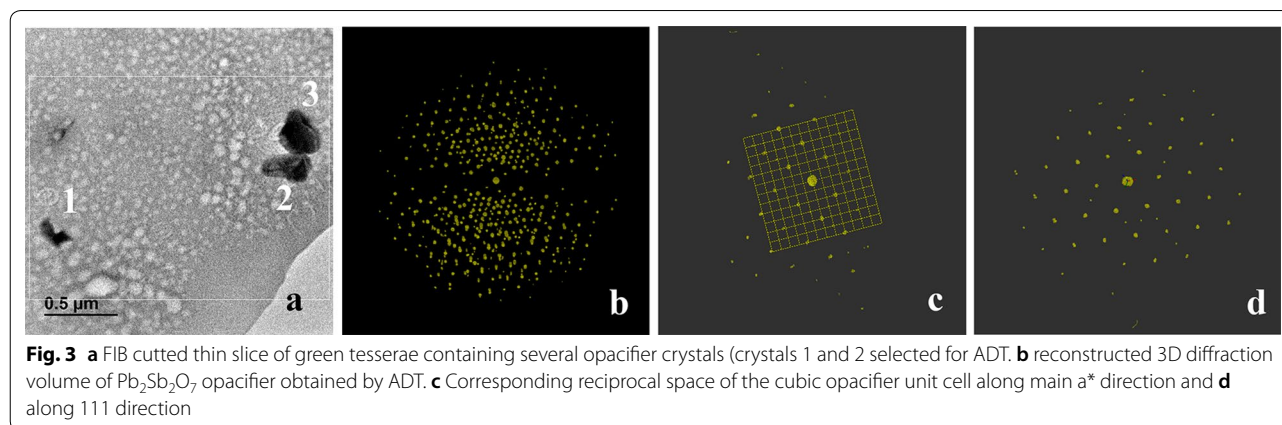 3
1
2
0.5 µm
a
b
c
d
Fig. 3 a FIB cutted thin slice of green tesserae containing several opacifier crystals (crystals 1 and 2 selected for ADT. b reconstructed 3D diffraction
volume of Pb₂Sb₂O₇ opacifier obtained by ADT. c Corresponding reciprocal space of the cubic opacifier unit cell along main a* direction and d
along 111 direction